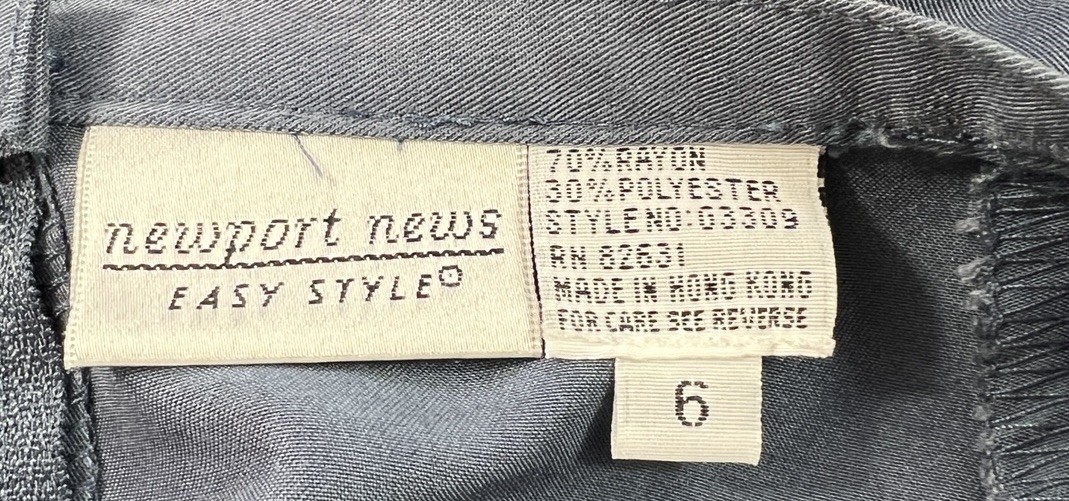 newport news
EASY STYLE®
70% RAYON
30% POLYESTER
STYLE NO: 03309
RN 82631
MADE IN HONG KONG
FOR CARE SEE REVERSE
6